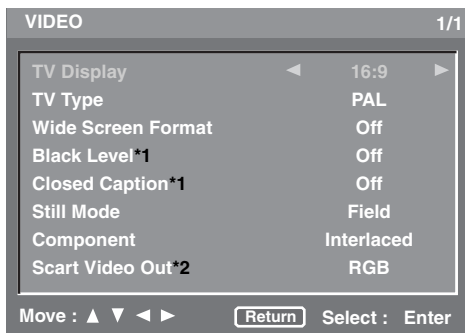 VIDEO 1/1
TV Display ◄ 16:9 ►
TV Type PAL
Wide Screen Format Off
Black Level*1 Off
Closed Caption*1 Off
Still Mode Field
Component Interlaced
Scart Video Out*2 RGB
Move : ▲ ▼ ◄ ► Return Select : Enter